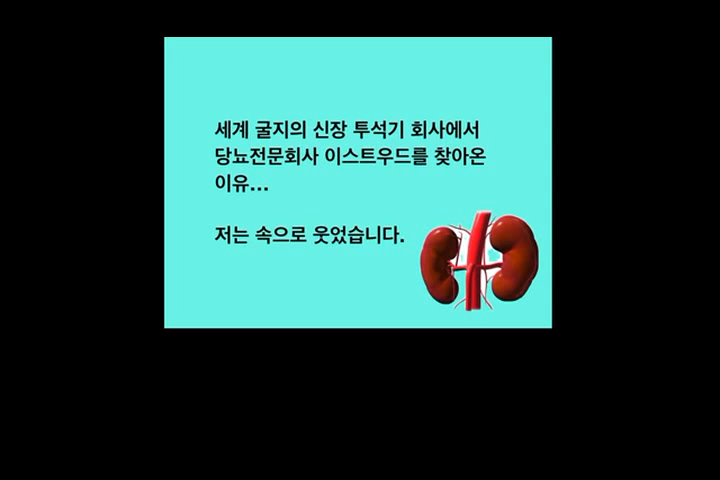 세계 굴지의 신장 투석기 회사에서
당뇨전문회사 이스트우드를 찾아온
이유...
저는 속으로 웃었습니다.